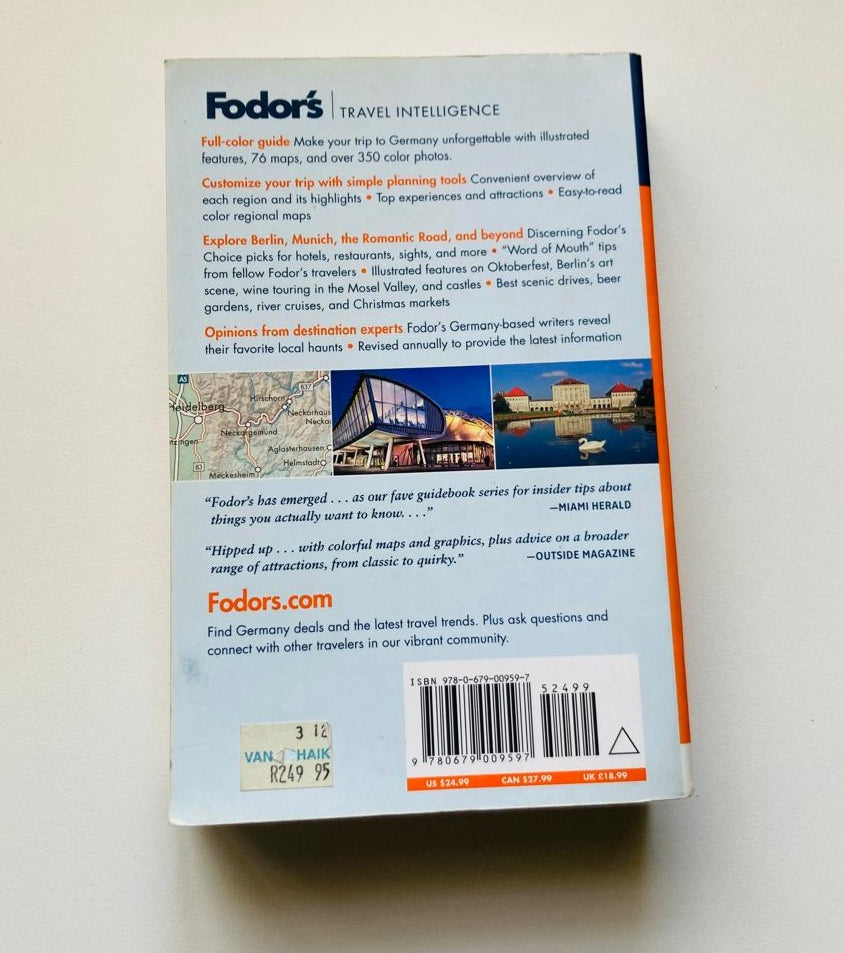 Fodor's | TRAVEL INTELLIGENCE
Full-color guide Make your trip to Germany unforgettable with illustrated
features, 76 maps, and over 350 color photos.
Customize your trip with simple planning tools Convenient overview of
each region and its highlights • Top experiences and attractions • Easy-to-read
color regional maps
Explore Berlin, Munich, the Romantic Road, and beyond Discerning Fodor's
Choice picks for hotels, restaurants, sights, and more • "Word of Mouth" tips
from fellow Fodor's travelers • Illustrated features on Oktoberfest, Berlin's art
scene, wine touring in the Mosel Valley, and castles • Best scenic drives, beer
gardens, river cruises, and Christmas markets
Opinions from destination experts Fodor's Germany-based writers reveal
their favorite local haunts • Revised annually to provide the latest information
A5
B37
Hirschorn
Heidelberg
Neckarhaus
Neckar
Neckargemünd
tzingen
Aglasterhausen
B3
Helmstadt
Meckesheim
"Fodor's has emerged . . . as our fave guidebook series for insider tips about
things you actually want to know. . . ."
—MIAMI HERALD
"Hipped up . . . with colorful maps and graphics, plus advice on a broader
range of attractions, from classic to quirky."
—OUTSIDE MAGAZINE
Fodors.com
Find Germany deals and the latest travel trends. Plus ask questions and
connect with other travelers in our vibrant community.
ISBN 978-0-679-00959-7
52499
9 780679 009597
US $24.99 CAN $27.99 UK £18.99
3 12
VAN HAIK
R249 95